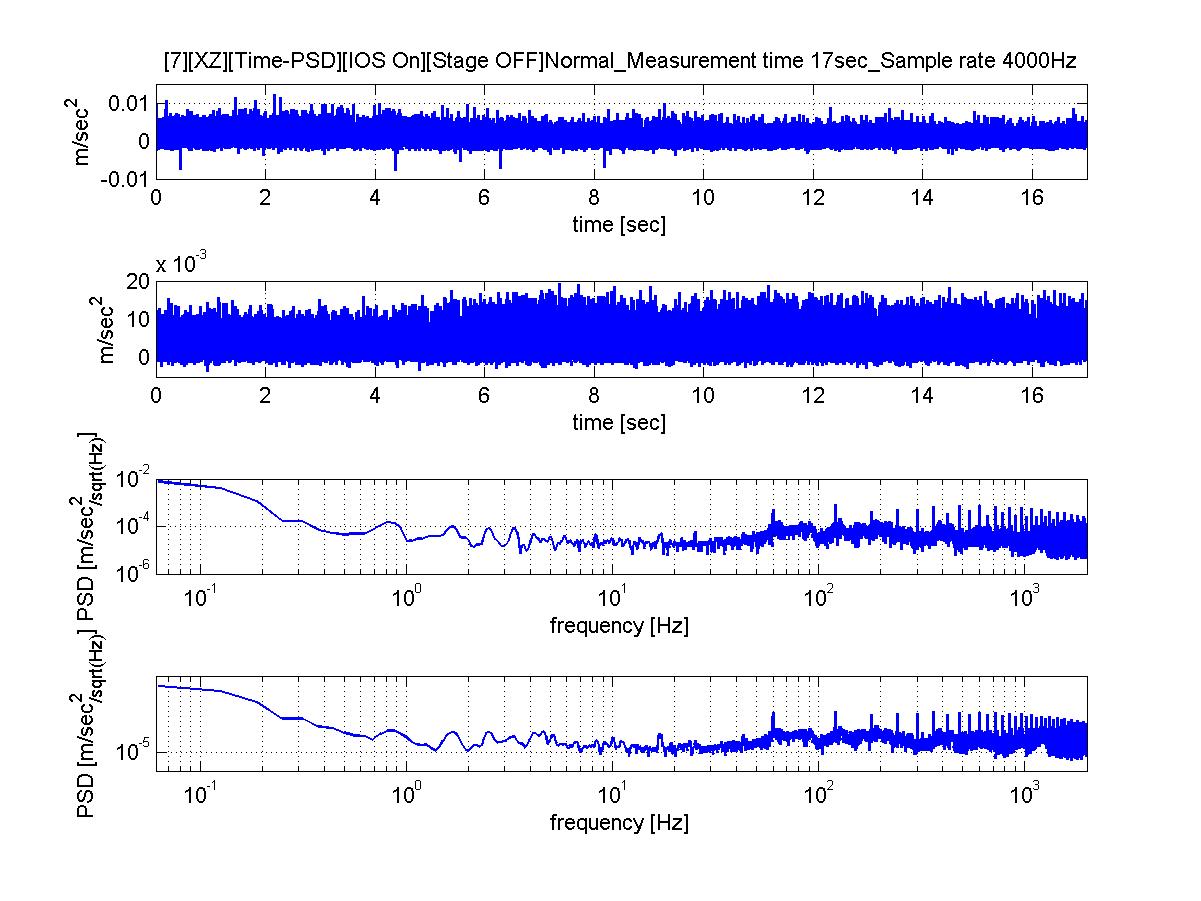 [7][XZ][Time-PSD][IOS On][Stage OFF]Normal_Measurement time 17sec_Sample rate 4000Hz
m/sec²
0.01
0
-0.01
0 2 4 6 8 10 12 14 16
time [sec]
x 10⁻³
m/sec²
20
10
0
0 2 4 6 8 10 12 14 16
time [sec]
PSD [m/sec²/sqrt(Hz)]
10⁻²
10⁻⁴
10⁻⁶
10⁻¹ 10⁰ 10¹ 10² 10³
frequency [Hz]
PSD [m/sec²/sqrt(Hz)]
10⁻⁵
10⁻¹ 10⁰ 10¹ 10² 10³
frequency [Hz]